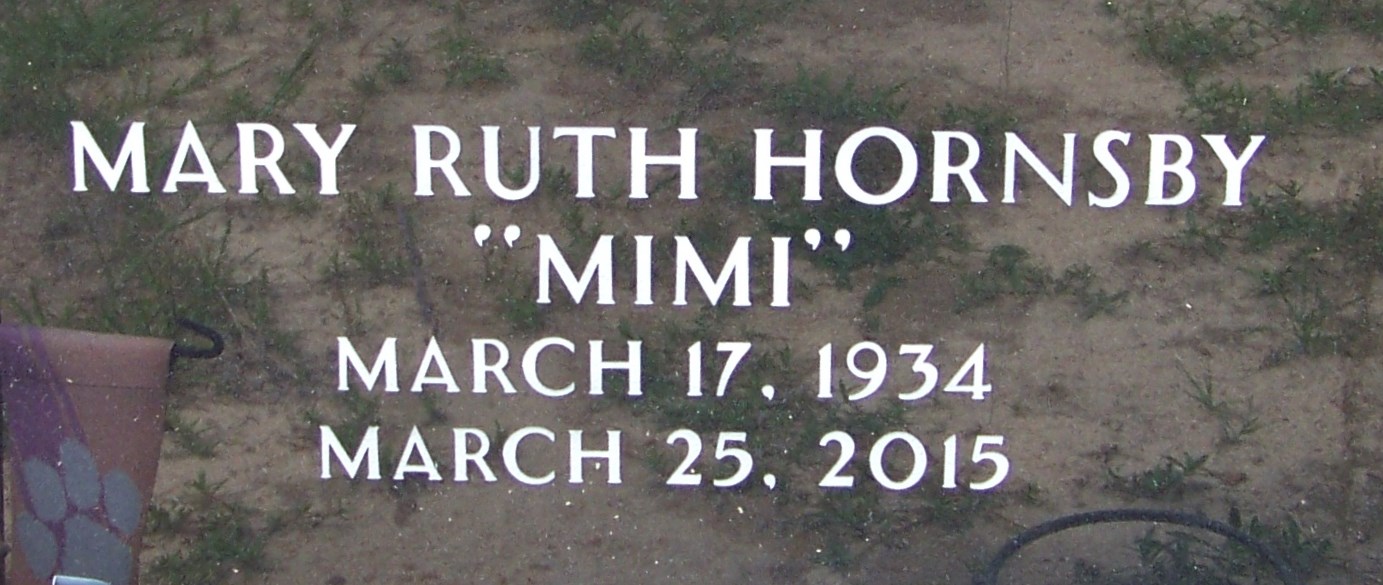 MARY RUTH HORNSBY
"MIMI"
MARCH 17, 1934
MARCH 25, 2015